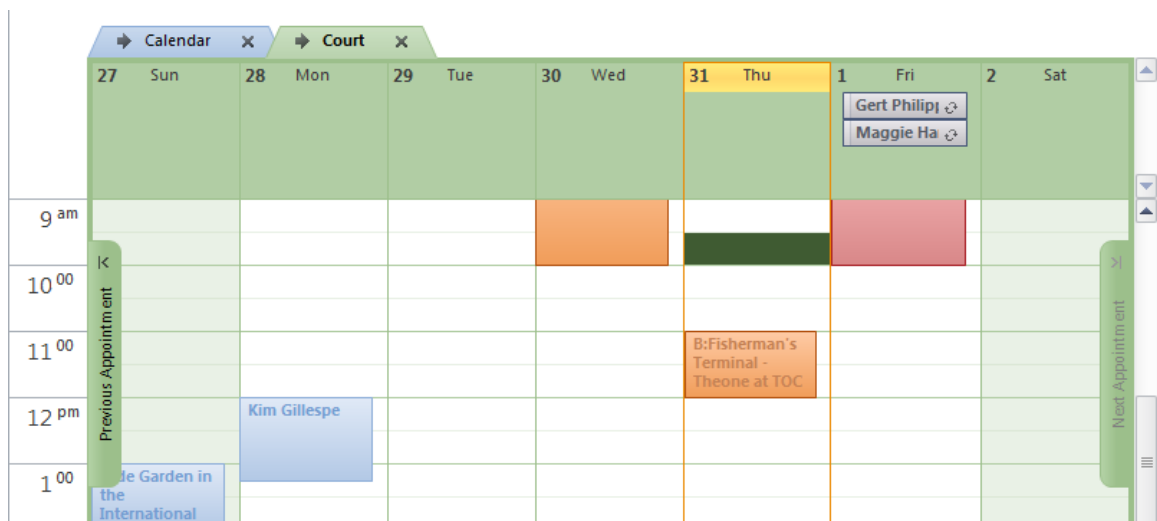 Calendar
Court
27 Sun
28 Mon
29 Tue
30 Wed
31 Thu
1 Fri
2 Sat
Gert Philipp
Maggie Ha
9 am
10 00
11 00
12 pm
1 00
Previous Appointment
Next Appointment
B:Fisherman's
Terminal -
Theone at TOC
Kim Gillespe
Garden in
the
International